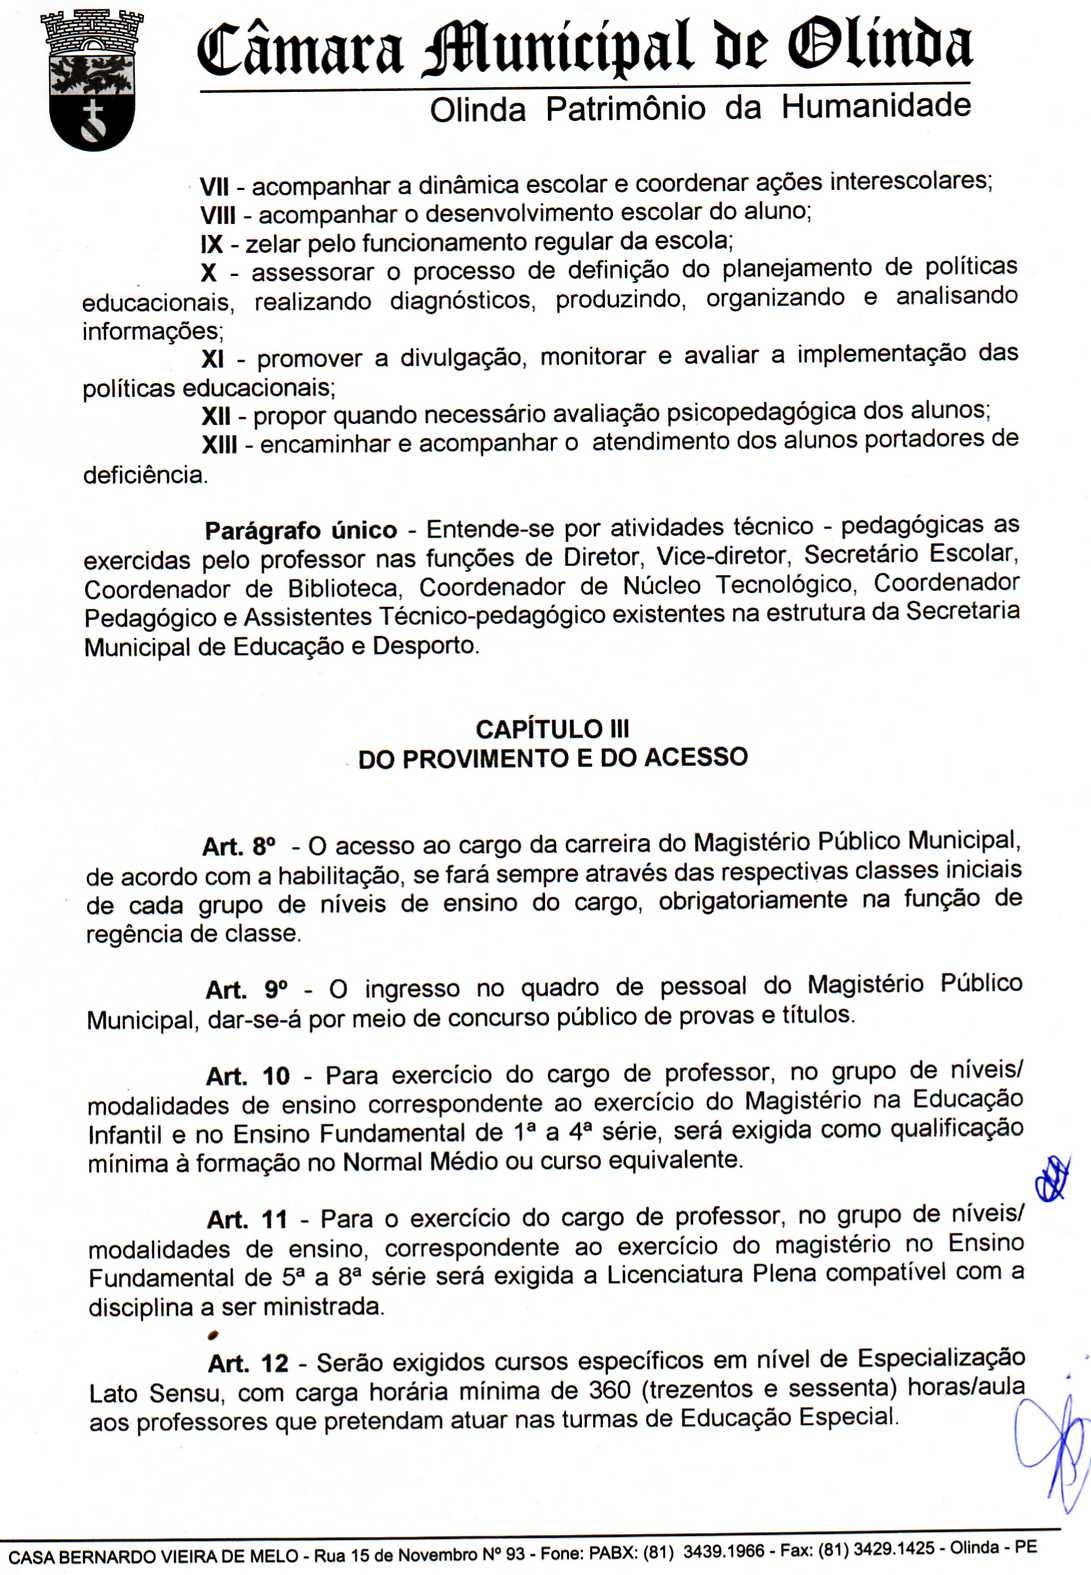 Câmara Municipal de Olinda
Olinda Patrimônio da Humanidade
VII - acompanhar a dinâmica escolar e coordenar ações interescolares;
VIII - acompanhar o desenvolvimento escolar do aluno;
IX - zelar pelo funcionamento regular da escola;
X - assessorar o processo de definição do planejamento de políticas
educacionais, realizando diagnósticos, produzindo, organizando e analisando
informações;
XI - promover a divulgação, monitorar e avaliar a implementação das
políticas educacionais;
XII - propor quando necessário avaliação psicopedagógica dos alunos;
XIII - encaminhar e acompanhar o atendimento dos alunos portadores de
deficiência.
Parágrafo único - Entende-se por atividades técnico - pedagógicas as
exercidas pelo professor nas funções de Diretor, Vice-diretor, Secretário Escolar,
Coordenador de Biblioteca, Coordenador de Núcleo Tecnológico, Coordenador
Pedagógico e Assistentes Técnico-pedagógico existentes na estrutura da Secretaria
Municipal de Educação e Desporto.
CAPÍTULO III
DO PROVIMENTO E DO ACESSO
Art. 8º - O acesso ao cargo da carreira do Magistério Público Municipal,
de acordo com a habilitação, se fará sempre através das respectivas classes iniciais
de cada grupo de níveis de ensino do cargo, obrigatoriamente na função de
regência de classe.
Art. 9º - O ingresso no quadro de pessoal do Magistério Público
Municipal, dar-se-á por meio de concurso público de provas e títulos.
Art. 10 - Para exercício do cargo de professor, no grupo de níveis/
modalidades de ensino correspondente ao exercício do Magistério na Educação
Infantil e no Ensino Fundamental de 1ª a 4ª série, será exigida como qualificação
mínima à formação no Normal Médio ou curso equivalente.
Art. 11 - Para o exercício do cargo de professor, no grupo de níveis/
modalidades de ensino, correspondente ao exercício do magistério no Ensino
Fundamental de 5ª a 8ª série será exigida a Licenciatura Plena compatível com a
disciplina a ser ministrada.
Art. 12 - Serão exigidos cursos específicos em nível de Especialização
Lato Sensu, com carga horária mínima de 360 (trezentos e sessenta) horas/aula
aos professores que pretendam atuar nas turmas de Educação Especial.
CASA BERNARDO VIEIRA DE MELO - Rua 15 de Novembro Nº 93 - Fone: PABX: (81) 3439.1966 - Fax: (81) 3429.1425 - Olinda - PE